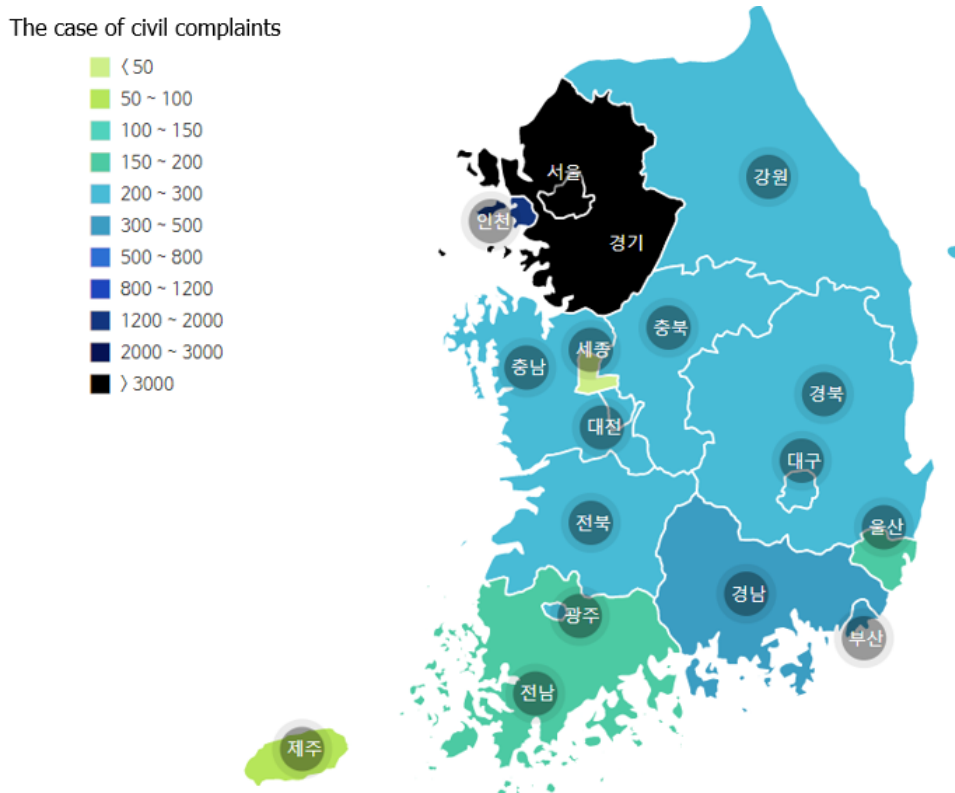 The case of civil complaints
〈 50
50 ~ 100
100 ~ 150
150 ~ 200
200 ~ 300
300 ~ 500
500 ~ 800
800 ~ 1200
1200 ~ 2000
2000 ~ 3000
〉 3000
서울
강원
인천
경기
충북
세종
충남
경북
대전
대구
전북
울산
경남
광주
부산
전남
제주